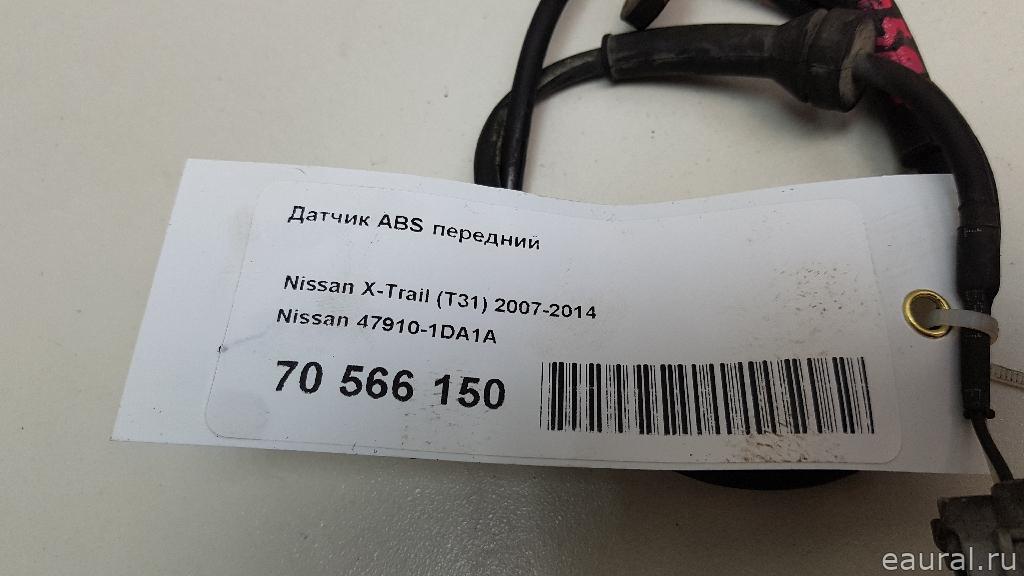 Датчик ABS передний
Nissan X-Trail (T31) 2007-2014
Nissan 47910-1DA1A
70 566 150
eaural.ru